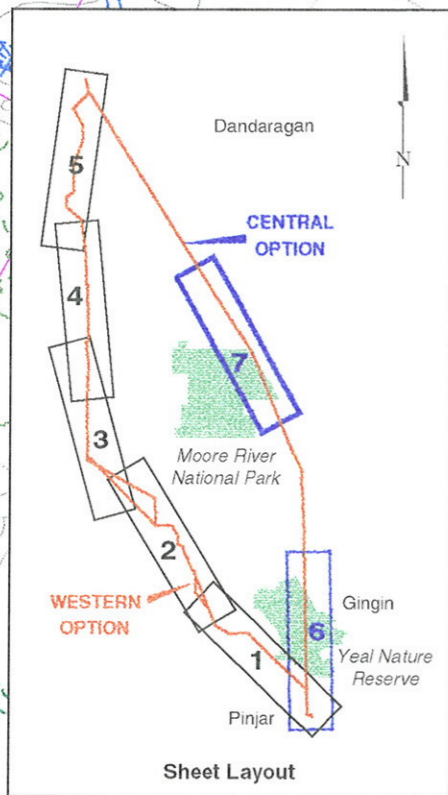 Dandaragan
N
5
CENTRAL
OPTION
4
7
3
Moore River
National Park
2
WESTERN
OPTION
6
Gingin
1
Yeal Nature
Reserve
Pinjar
Sheet Layout